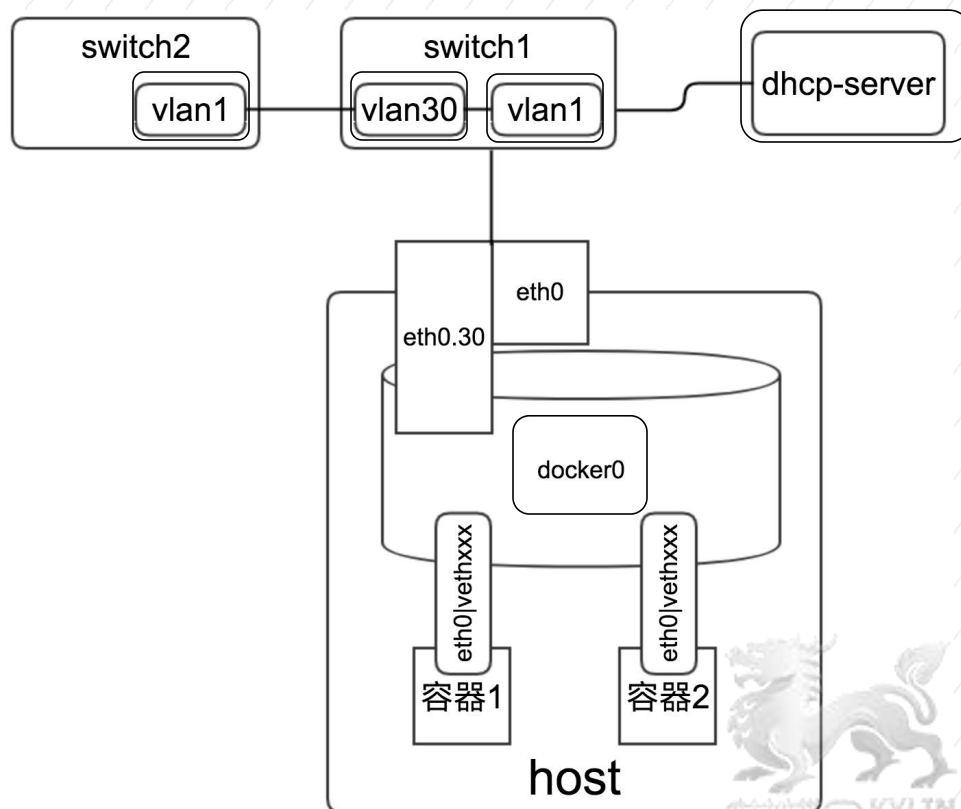 switch2
switch1
dhcp-server
vlan1
vlan30
vlan1
eth0
eth0.30
docker0
eth0|vethxxx
eth0|vethxxx
容器1
容器2
host